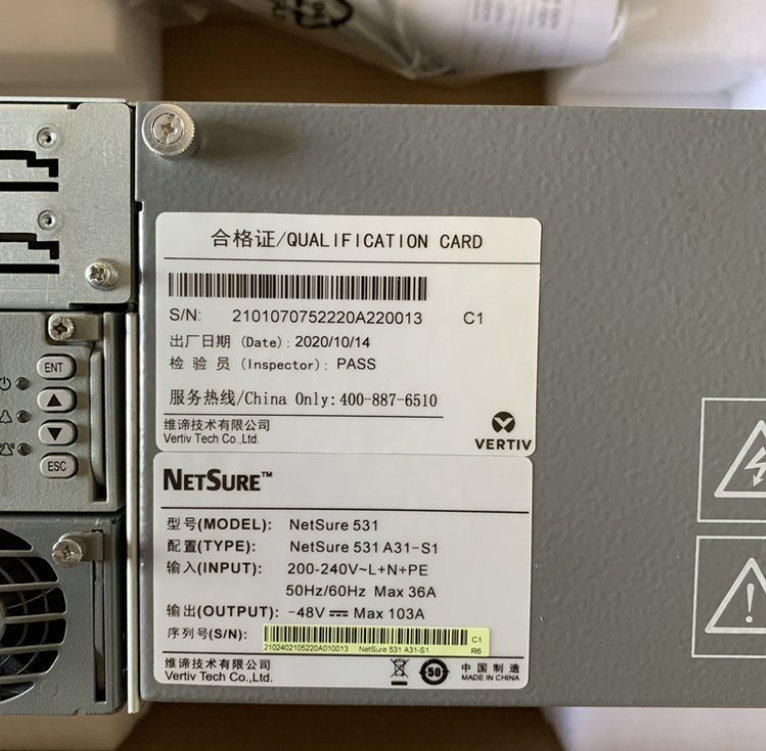 合格证/QUALIFICATION CARD
S/N: 2101070752220A220013 C1
出厂日期 (Date): 2020/10/14
检 验 员 (Inspector): PASS
服务热线/China Only: 400-887-6510
维谛技术有限公司
Vertiv Tech Co.,Ltd.
VERTIV
NETSURE™
型号(MODEL): NetSure 531
配置(TYPE): NetSure 531 A31-S1
输入(INPUT): 200-240V~L+N+PE
50Hz/60Hz Max 36A
输出(OUTPUT): -48V⎓ Max 103A
序列号(S/N):
C1
2102402105220A010013 NetSure 531 A31-S1 R6
维谛技术有限公司
Vertiv Tech Co.,Ltd.
50
中国制造
MADE IN CHINA
ENT
ESC